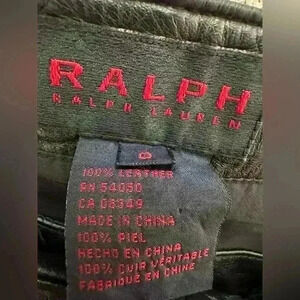 RALPH
RALPH LAUREN
0
100% LEATHER
RN 54050
CA 08349
MADE IN CHINA
100% PIEL
HECHO EN CHINA
100% CUIR VÉRITABLE
FABRIQUÉ EN CHINE